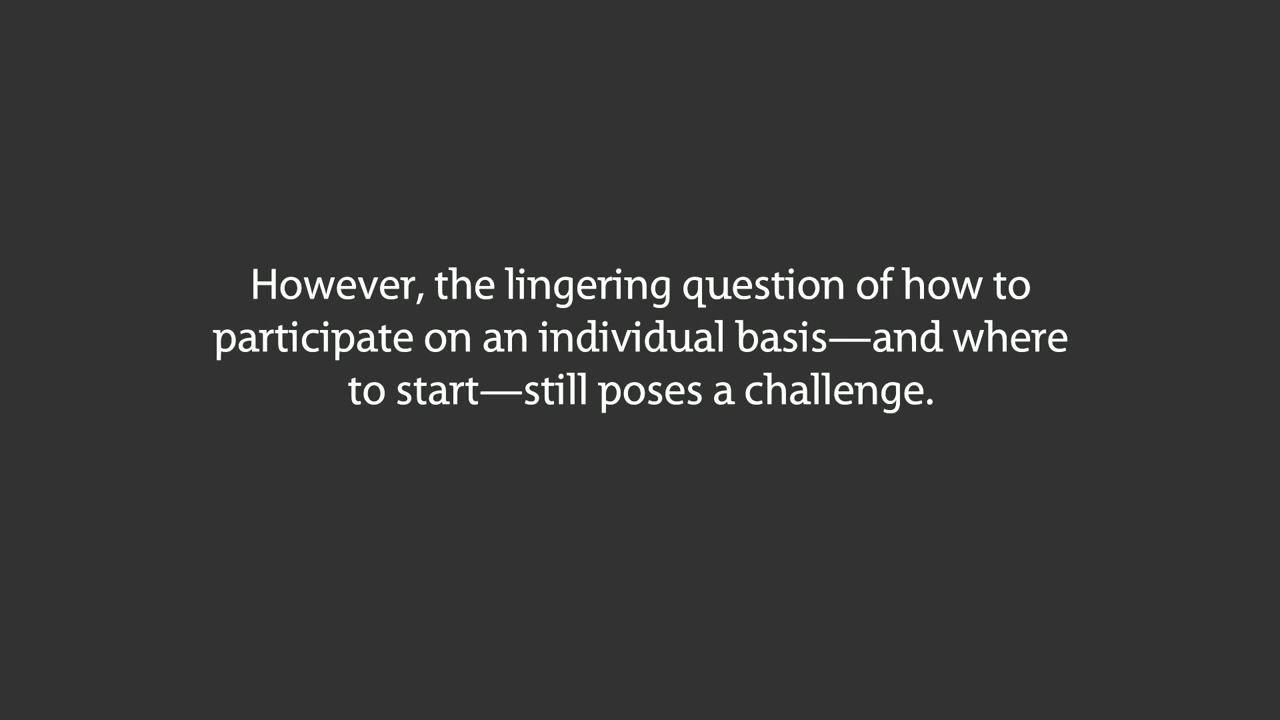 However, the lingering question of how to
participate on an individual basis—and where
to start—still poses a challenge.